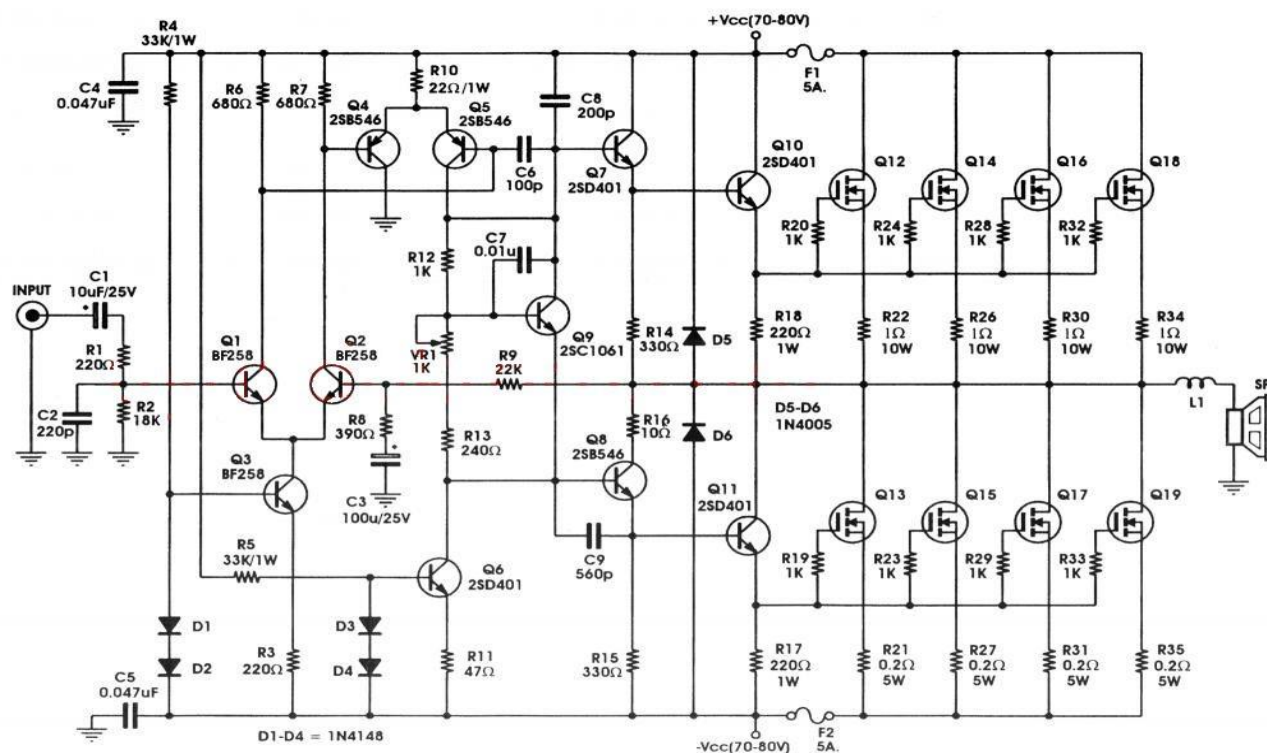 +Vcc(70-80V)
R4
33K/1W
C4
0.047uF
R6
680Ω
R7
680Ω
R10
22Ω/1W
Q4
2SB546
Q5
2SB546
C8
200p
F1
5A.
C6
100p
Q7
2SD401
Q10
2SD401
Q12
Q14
Q16
Q18
R20
1K
R24
1K
R28
1K
R32
1K
C7
0.01u
R12
1K
INPUT
C1
10uF/25V
+
R1
220Ω
Q1
BF258
Q2
BF258
VR1
1K
R9
22K
Q9
2SC1061
R14
330Ω
D5
R18
220Ω
1W
R22
1Ω
10W
R26
1Ω
10W
R30
1Ω
10W
R34
1Ω
10W
C2
220p
R2
18K
R8
390Ω
+
C3
100u/25V
R13
240Ω
R16
10Ω
Q8
2SB546
D6
D5-D6
1N4005
L1
SP
Q3
BF258
Q11
2SD401
Q13
Q15
Q17
Q19
R5
33K/1W
Q6
2SD401
C9
560p
R19
1K
R23
1K
R29
1K
R33
1K
D1
D2
D3
D4
R3
220Ω
R11
47Ω
R15
330Ω
R17
220Ω
1W
R21
0.2Ω
5W
R27
0.2Ω
5W
R31
0.2Ω
5W
R35
0.2Ω
5W
C5
0.047uF
D1-D4 = 1N4148
-Vcc(70-80V)
F2
5A.